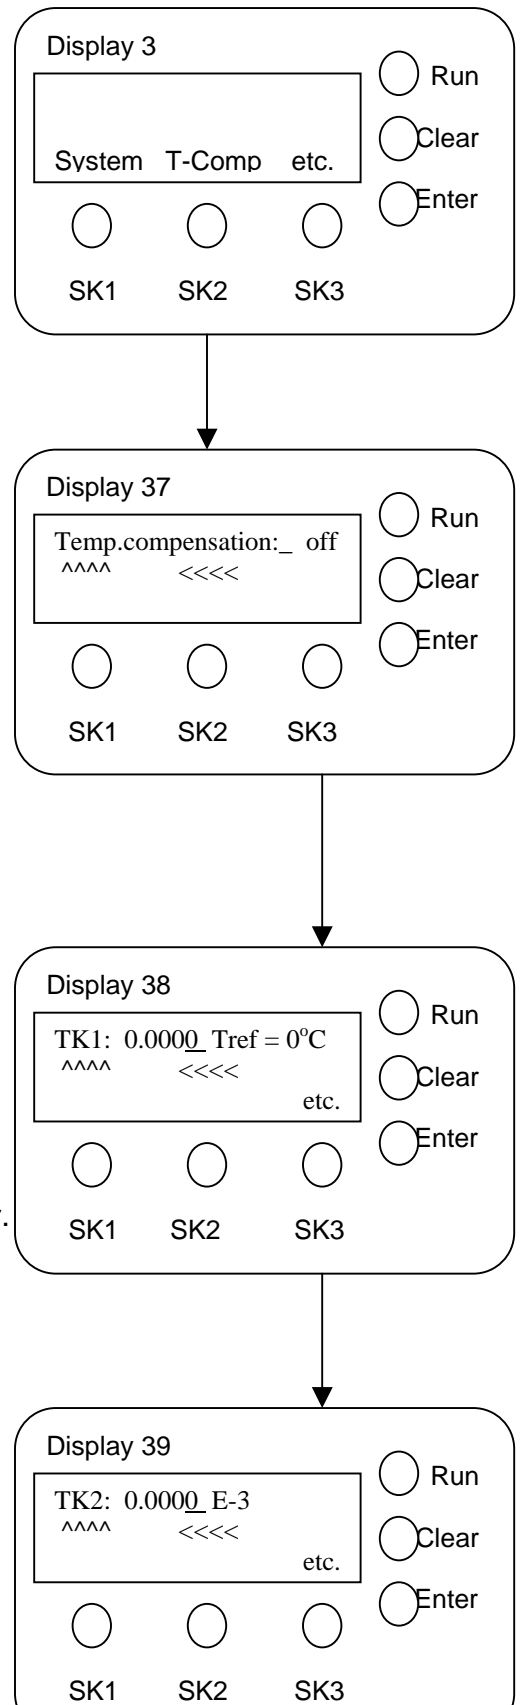 Display 3
Run
Clear
System T-Comp etc.
Enter
SK1 SK2 SK3
Display 37
Run
Temp.compensation:_ off
^^^^ <<<<
Clear
Enter
SK1 SK2 SK3
Display 38
Run
TK1: 0.0000 Tref = 0°C
^^^^ <<<<
Clear
etc.
Enter
SK1 SK2 SK3
Display 39
Run
TK2: 0.0000 E-3
^^^^ <<<<
Clear
etc.
Enter
SK1 SK2 SK3